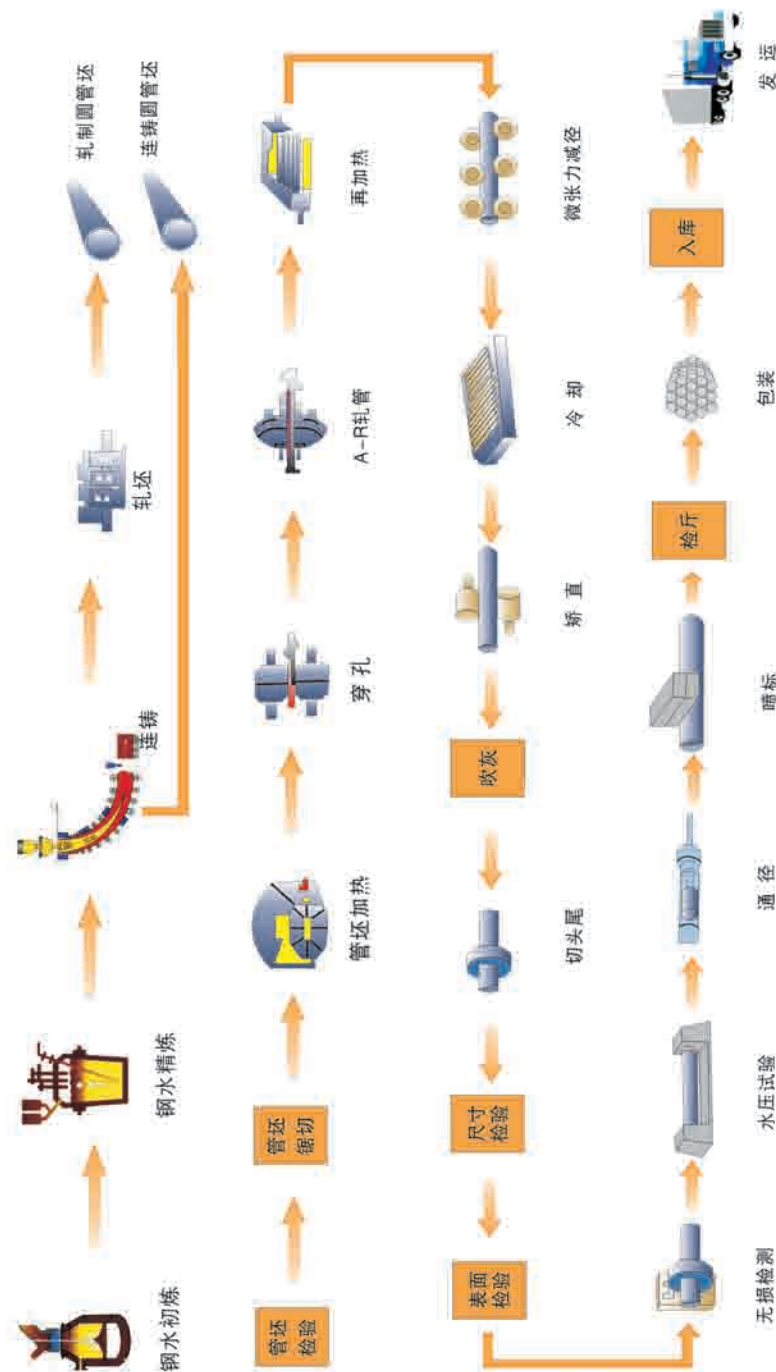 钢水初炼
钢水精炼
连铸
轧坯
轧制圆管坯
连铸圆管坯
管坯
检验
管坯
锯切
管坯加热
穿孔
A-R轧管
再加热
微张力减径
冷却
矫直
吹灰
切头尾
尺寸
检验
表面
检验
无损检测
水压试验
通径
喷标
检斤
包装
入库
发运